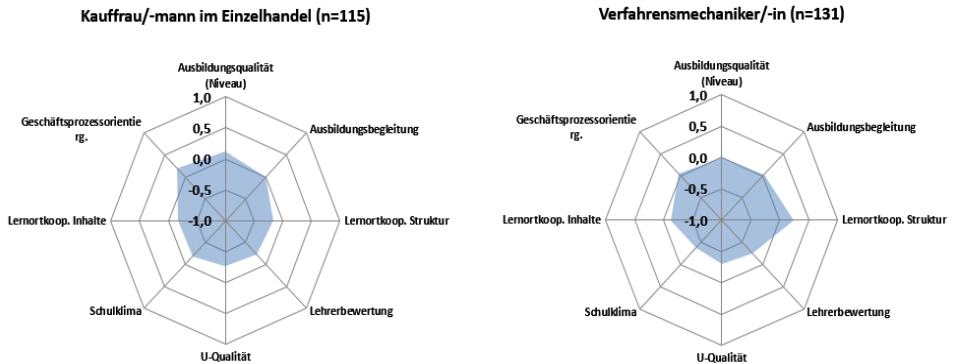 Kauffrau/-mann im Einzelhandel (n=115)
Ausbildungsqualität
(Niveau)
1,0
Geschäftsprozessorientie
rg.
0,5
Ausbildungsbegleitung
0,0
-0,5
Lernortkoop. Inhalte
-1,0
Lernortkoop. Struktur
Schulklima
Lehrerbewertung
U-Qualität
Verfahrensmechaniker/-in (n=131)
Ausbildungsqualität
(Niveau)
1,0
Geschäftsprozessorientie
rg.
0,5
Ausbildungsbegleitung
0,0
-0,5
Lernortkoop. Inhalte
-1,0
Lernortkoop. Struktur
Schulklima
Lehrerbewertung
U-Qualität